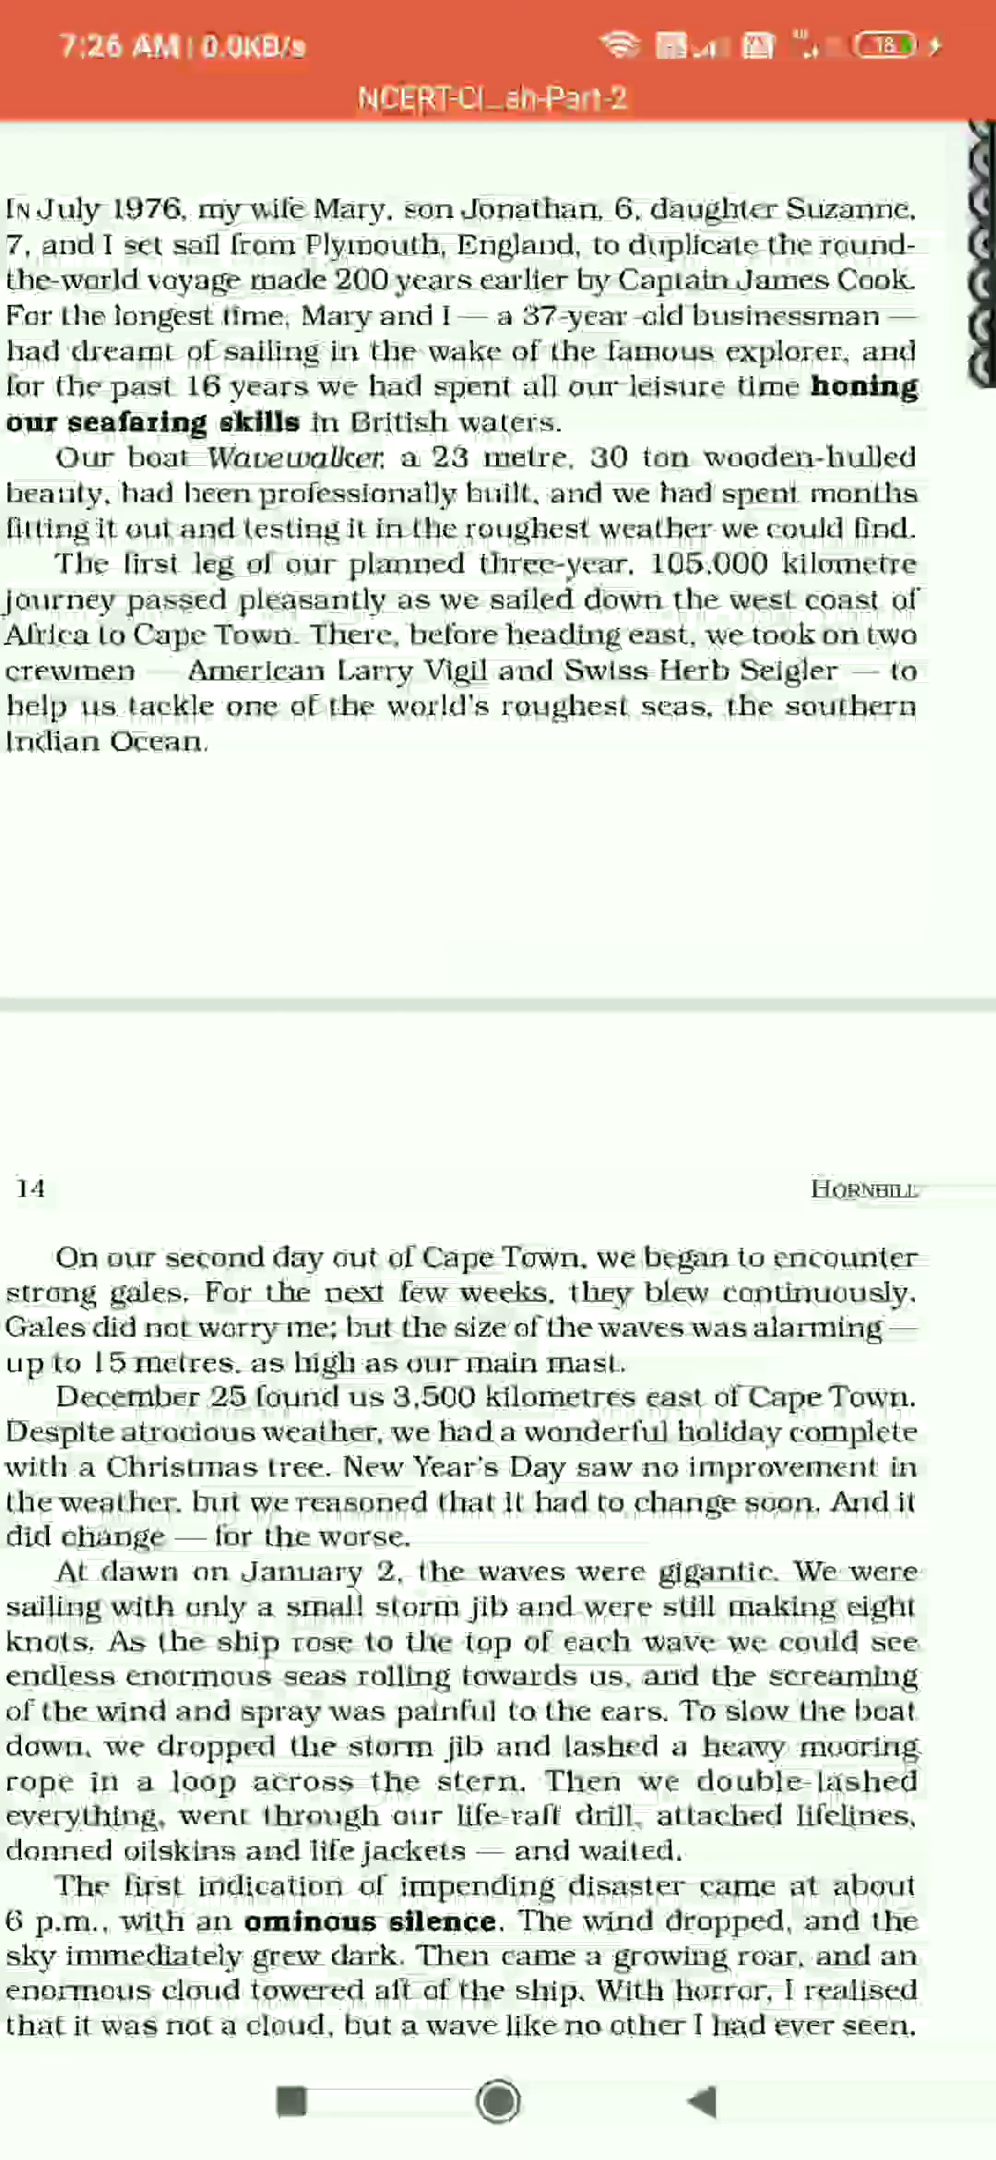 7:26 AM | 0.0KB/s
18
NCERT-Cl_ah-Part-2
IN July 1976, my wife Mary, son Jonathan, 6, daughter Suzanne,
7, and I set sail from Plymouth, England, to duplicate the round-
the-world voyage made 200 years earlier by Captain James Cook.
For the longest time, Mary and I — a 37-year-old businessman —
had dreamt of sailing in the wake of the famous explorer, and
for the past 16 years we had spent all our leisure time honing
our seafaring skills in British waters.
Our boat Wavewalker, a 23 metre, 30 ton wooden-hulled
beauty, had been professionally built, and we had spent months
fitting it out and testing it in the roughest weather we could find.
The first leg of our planned three-year, 105,000 kilometre
journey passed pleasantly as we sailed down the west coast of
Africa to Cape Town. There, before heading east, we took on two
crewmen — American Larry Vigil and Swiss Herb Seigler — to
help us tackle one of the world's roughest seas, the southern
Indian Ocean.
14
HORNBILL
On our second day out of Cape Town, we began to encounter
strong gales. For the next few weeks, they blew continuously.
Gales did not worry me; but the size of the waves was alarming —
up to 15 metres, as high as our main mast.
December 25 found us 3,500 kilometres east of Cape Town.
Despite atrocious weather, we had a wonderful holiday complete
with a Christmas tree. New Year's Day saw no improvement in
the weather, but we reasoned that it had to change soon. And it
did change — for the worse.
At dawn on January 2, the waves were gigantic. We were
sailing with only a small storm jib and were still making eight
knots. As the ship rose to the top of each wave we could see
endless enormous seas rolling towards us, and the screaming
of the wind and spray was painful to the ears. To slow the boat
down, we dropped the storm jib and lashed a heavy mooring
rope in a loop across the stern. Then we double-lashed
everything, went through our life-raft drill, attached lifelines,
donned oilskins and life jackets — and waited.
The first indication of impending disaster came at about
6 p.m., with an ominous silence. The wind dropped, and the
sky immediately grew dark. Then came a growing roar, and an
enormous cloud towered aft of the ship. With horror, I realised
that it was not a cloud, but a wave like no other I had ever seen.